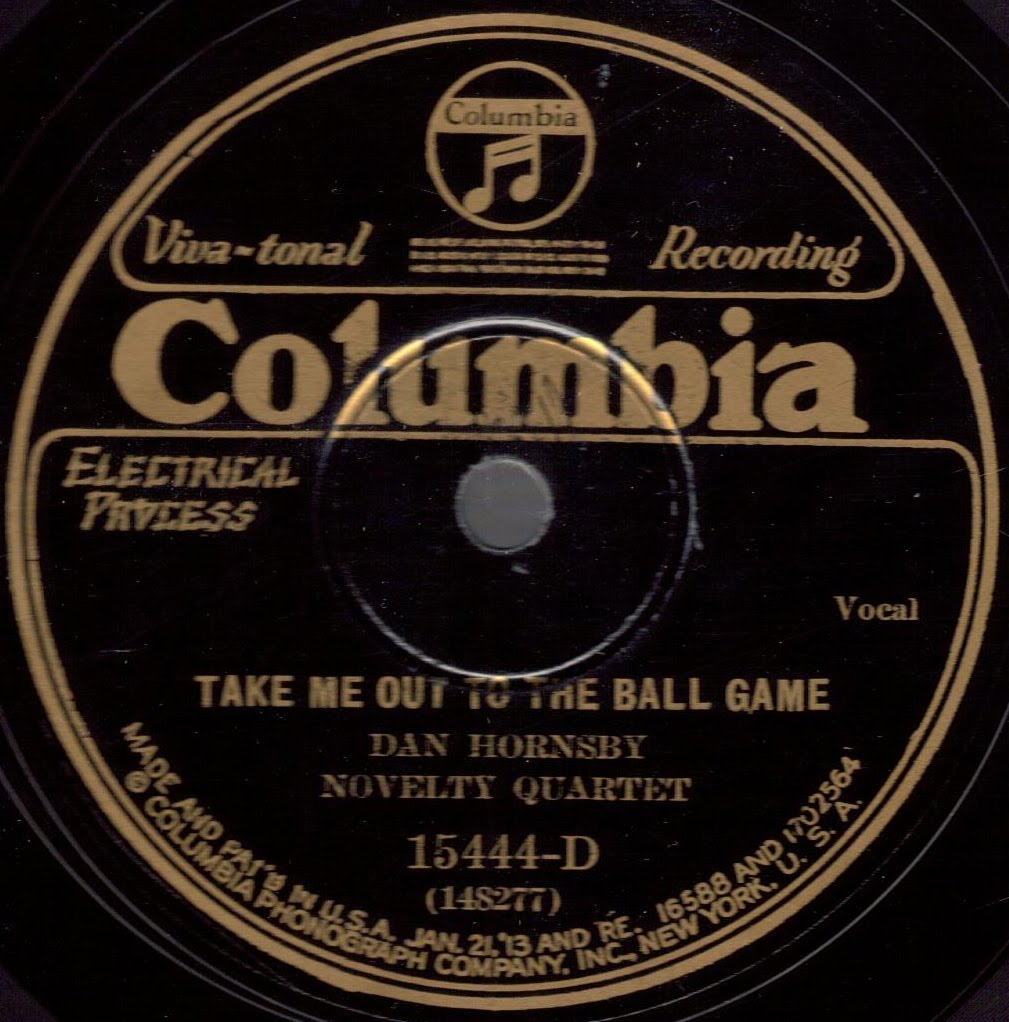 Columbia
Viva-tonal Recording
Columbia
ELECTRICAL
PROCESS
Vocal
TAKE ME OUT TO THE BALL GAME
DAN HORNSBY
NOVELTY QUARTET
15444-D
(148277)
MADE AND PAT'D IN U.S.A. JAN. 21,'13 AND RE. 16588 AND 1702564
℗ COLUMBIA PHONOGRAPH COMPANY, INC., NEW YORK, U. S. A.